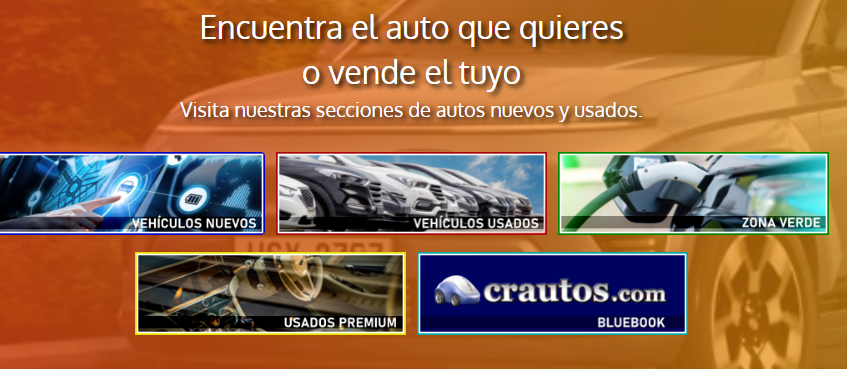 Encuentra el auto que quieres
o vende el tuyo
Visita nuestras secciones de autos nuevos y usados.
VEHÍCULOS NUEVOS
VEHÍCULOS USADOS
ZONA VERDE
USADOS PREMIUM
crautos.com
BLUEBOOK